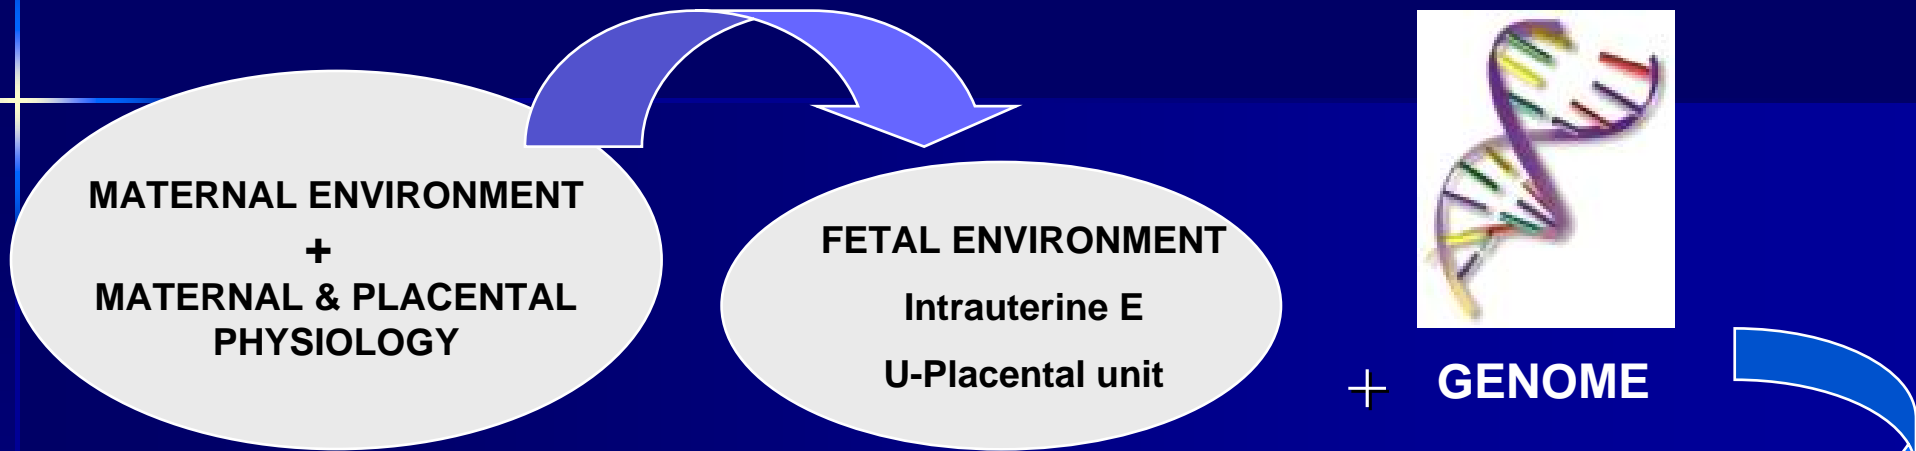 MATERNAL ENVIRONMENT
+
MATERNAL & PLACENTAL
PHYSIOLOGY
FETAL ENVIRONMENT
Intrauterine E
U-Placental unit
+ GENOME